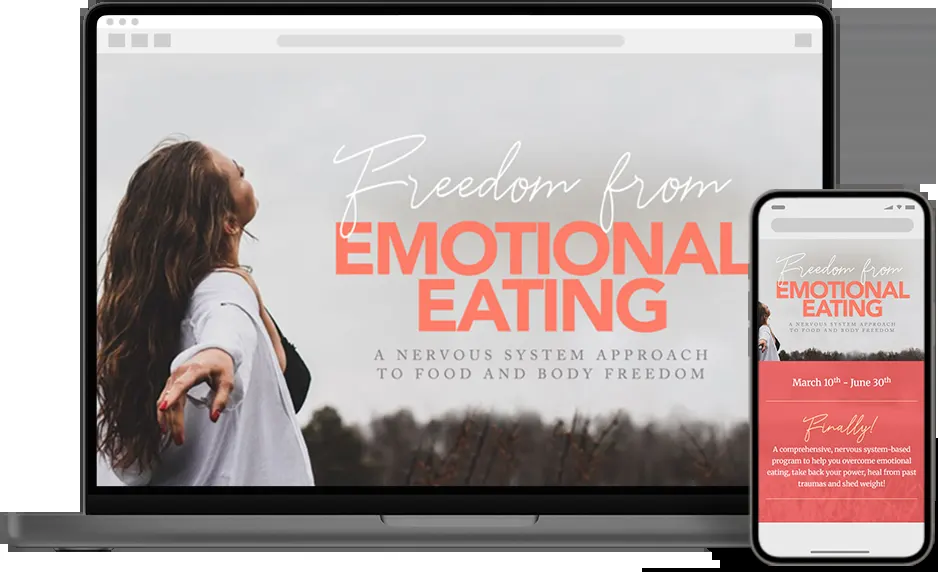 Freedom from
EMOTIONAL
EATING
A NERVOUS SYSTEM APPROACH
TO FOOD AND BODY FREEDOM
Freedom from
EMOTIONAL
EATING
A NERVOUS SYSTEM APPROACH
TO FOOD AND BODY FREEDOM
March 10th - June 30th
Finally!
A comprehensive, nervous system-based
program to help you overcome emotional
eating, take back your power, heal from past
traumas and shed weight!